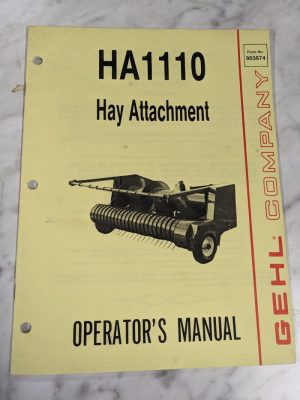 Form No.
903674
HA1110
Hay Attachment
GEHL COMPANY
OPERATOR'S MANUAL